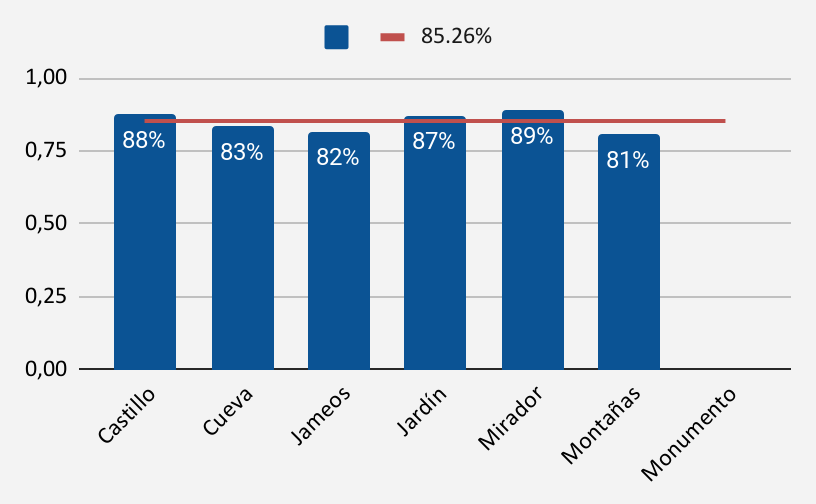 85.26%
1,00
0,75
0,50
0,25
0,00
88%
83%
82%
87%
89%
81%
Castillo
Cueva
Jameos
Jardín
Mirador
Montañas
Monumento